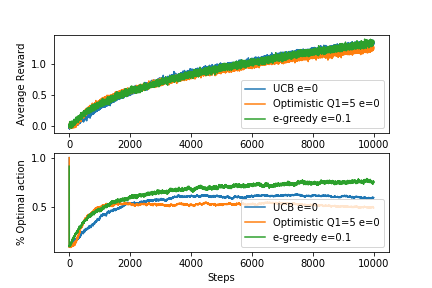 Average Reward
1.0
0.5
0.0
UCB e=0
Optimistic Q1=5 e=0
e-greedy e=0.1
0 2000 4000 6000 8000 10000
% Optimal action
1.0
0.5
UCB e=0
Optimistic Q1=5 e=0
e-greedy e=0.1
0 2000 4000 6000 8000 10000
Steps